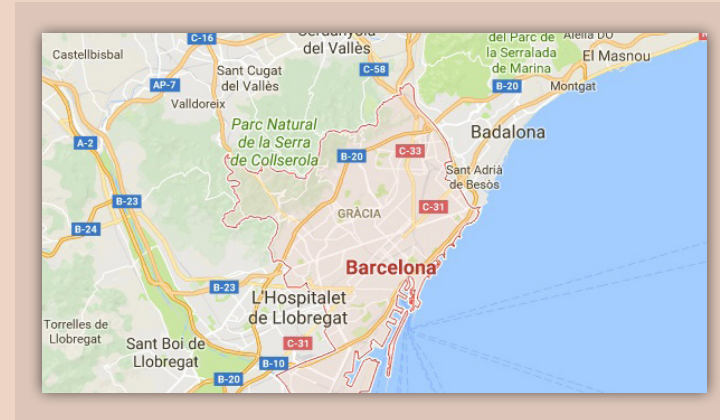 C-16
Cerdanyola
del Vallès
del Parc de
la Serralada
de Marina
Alella DO
Castellbisbal
El Masnou
Sant Cugat
del Vallès
C-58
AP-7
B-20
Montgat
Valldoreix
Parc Natural
de la Serra
de Collserola
Badalona
A-2
B-20
C-33
Sant Adrià
de Besòs
B-23
GRÀCIA
C-31
B-24
Barcelona
B-23
L'Hospitalet
de Llobregat
Torrelles de
Llobregat
Sant Boi de
Llobregat
C-31
B-10
B-20